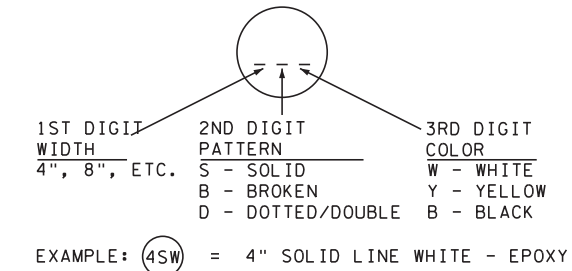 1ST DIGIT 2ND DIGIT 3RD DIGIT
WIDTH PATTERN COLOR
4", 8", ETC. S - SOLID W - WHITE
B - BROKEN Y - YELLOW
D - DOTTED/DOUBLE B - BLACK
EXAMPLE: 4SW = 4" SOLID LINE WHITE - EPOXY